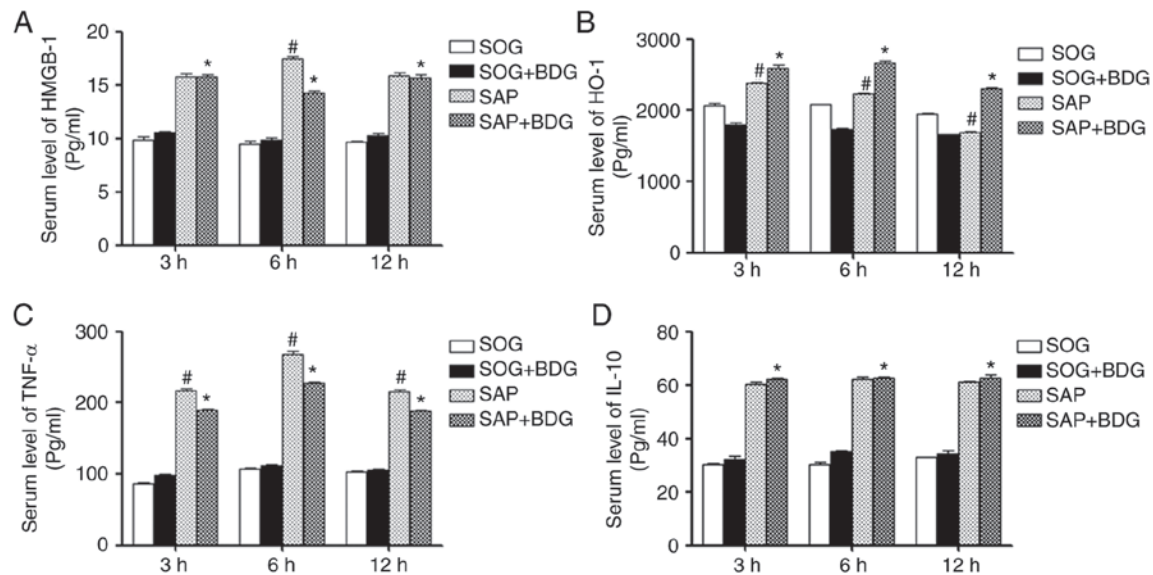 A
Serum level of HMGB-1
(Pg/ml)
20
15
10
5
0
#
*
*
*
3 h
6 h
12 h
SOG
SOG+BDG
SAP
SAP+BDG
B
Serum level of HO-1
(Pg/ml)
3000
2000
1000
0
#
*
#
*
#
*
3 h
6 h
12 h
SOG
SOG+BDG
SAP
SAP+BDG
C
Serum level of TNF-α
(Pg/ml)
300
200
100
0
#
*
#
*
#
*
3 h
6 h
12 h
SOG
SOG+BDG
SAP
SAP+BDG
D
Serum level of IL-10
(Pg/ml)
80
60
40
20
0
*
*
*
3 h
6 h
12 h
SOG
SOG+BDG
SAP
SAP+BDG